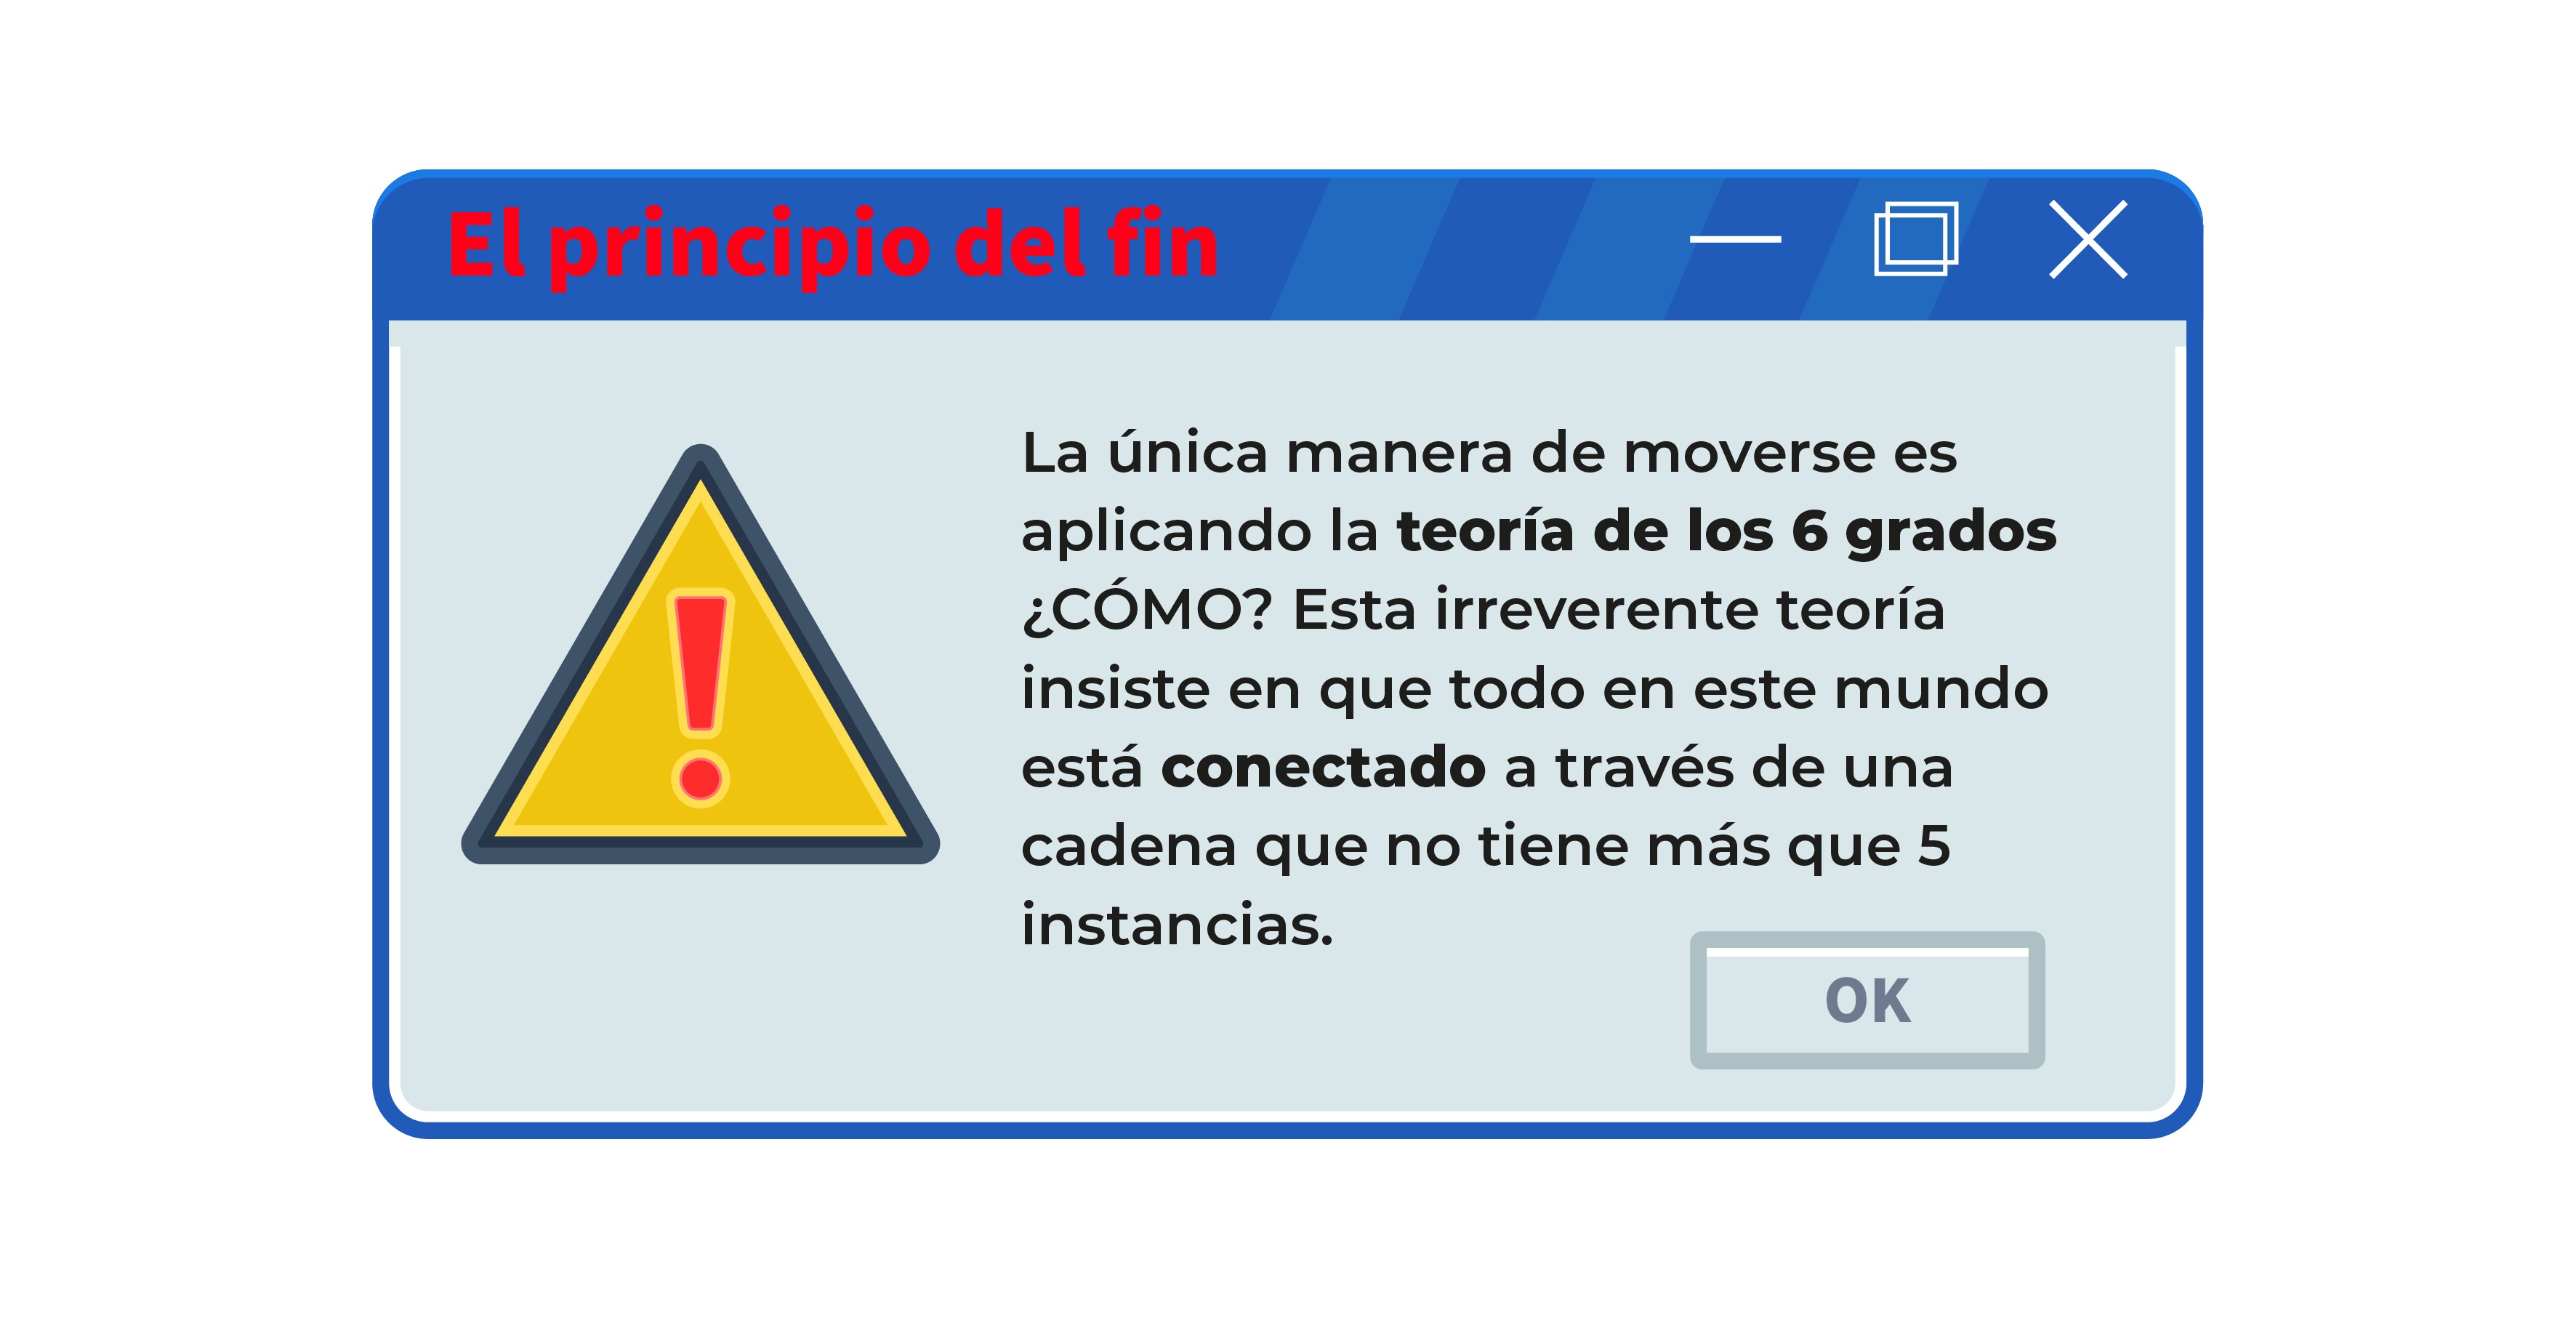 El principio del fin
La única manera de moverse es
aplicando la teoría de los 6 grados
¿CÓMO? Esta irreverente teoría
insiste en que todo en este mundo
está conectado a través de una
cadena que no tiene más que 5
instancias.
OK